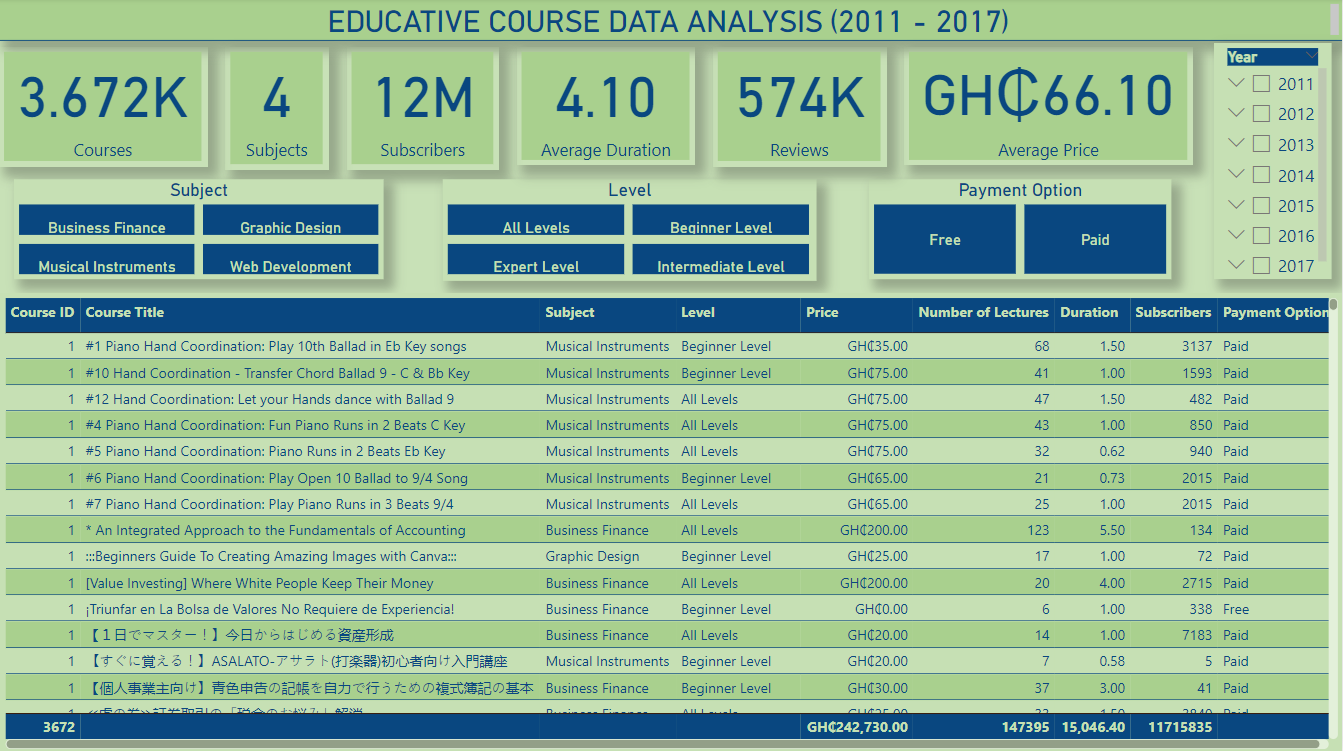 EDUCATIVE COURSE DATA ANALYSIS (2011 - 2017)
3.672K
Courses
4
Subjects
12M
Subscribers
4.10
Average Duration
574K
Reviews
GH₵66.10
Average Price
Year
2011
2012
2013
2014
2015
2016
2017
Subject
Business Finance Graphic Design
Musical Instruments Web Development
Level
All Levels Beginner Level
Expert Level Intermediate Level
Payment Option
Free Paid
Course ID Course Title Subject Level Price Number of Lectures Duration Subscribers Payment Option
1 #1 Piano Hand Coordination: Play 10th Ballad in Eb Key songs Musical Instruments Beginner Level GH₵35.00 68 1.50 3137 Paid
1 #10 Hand Coordination - Transfer Chord Ballad 9 - C & Bb Key Musical Instruments Beginner Level GH₵75.00 41 1.00 1593 Paid
1 #12 Hand Coordination: Let your Hands dance with Ballad 9 Musical Instruments All Levels GH₵75.00 47 1.50 482 Paid
1 #4 Piano Hand Coordination: Fun Piano Runs in 2 Beats C Key Musical Instruments All Levels GH₵75.00 43 1.00 850 Paid
1 #5 Piano Hand Coordination: Piano Runs in 2 Beats Eb Key Musical Instruments All Levels GH₵75.00 32 0.62 940 Paid
1 #6 Piano Hand Coordination: Play Open 10 Ballad to 9/4 Song Musical Instruments Beginner Level GH₵65.00 21 0.73 2015 Paid
1 #7 Piano Hand Coordination: Play Piano Runs in 3 Beats 9/4 Musical Instruments All Levels GH₵65.00 25 1.00 2015 Paid
1 * An Integrated Approach to the Fundamentals of Accounting Business Finance All Levels GH₵200.00 123 5.50 134 Paid
1 :::Beginners Guide To Creating Amazing Images with Canva::: Graphic Design Beginner Level GH₵25.00 17 1.00 72 Paid
1 [Value Investing] Where White People Keep Their Money Business Finance All Levels GH₵200.00 20 4.00 2715 Paid
1 ¡Triunfar en La Bolsa de Valores No Requiere de Experiencia! Business Finance Beginner Level GH₵0.00 6 1.00 338 Free
1 【１日でマスター！】今日からはじめる資産形成 Business Finance All Levels GH₵20.00 14 1.00 7183 Paid
1 【すぐに覚える！】ASALATO-アサラト(打楽器)初心者向け入門講座 Musical Instruments All Levels GH₵20.00 7 0.58 5 Paid
1 【個人事業主向け】青色申告の記帳を自力で行うための複式簿記の基本 Business Finance Beginner Level GH₵30.00 37 3.00 41 Paid
3672 GH₵242,730.00 147395 15,046.40 11715835